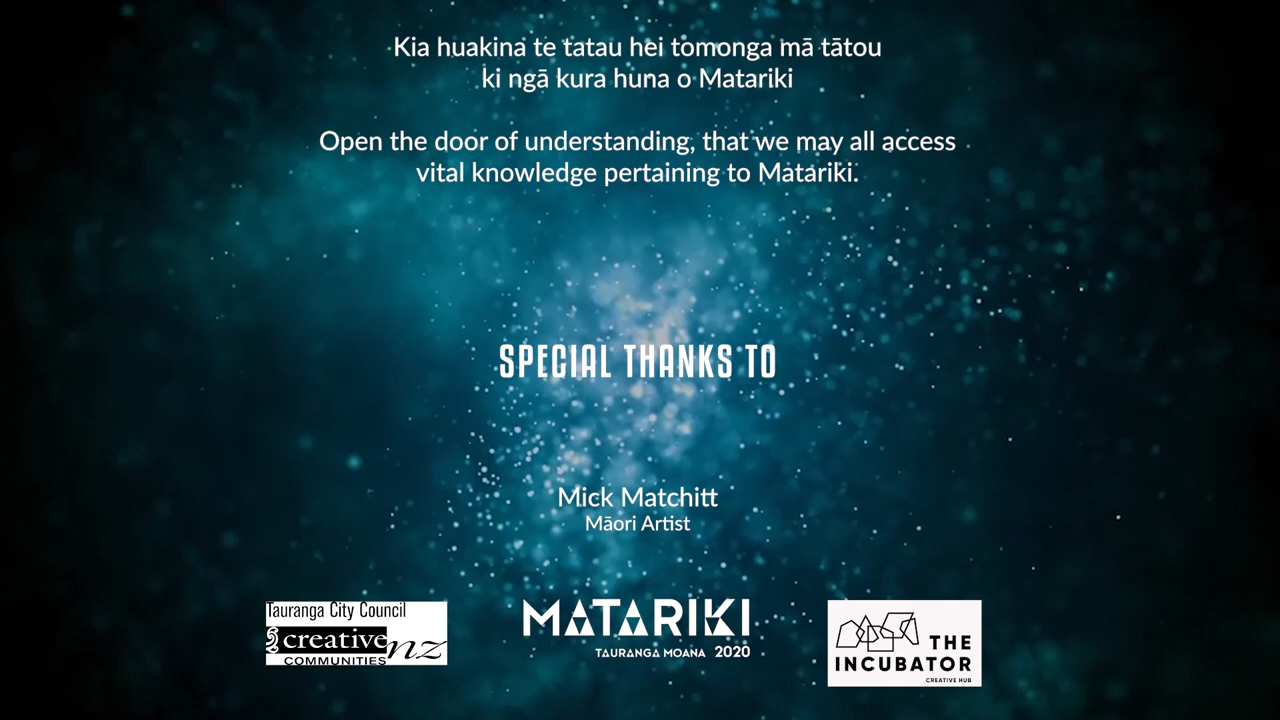 Kia huakina te tatau hei tomonga mā tātou
ki ngā kura huna o Matariki
Open the door of understanding, that we may all access
vital knowledge pertaining to Matariki.
SPECIAL THANKS TO
Mick Matchitt
Māori Artist
Tauranga City Council
creative nz
COMMUNITIES
MATARIKI
TAURANGA MOANA 2020
THE
INCUBATOR
CREATIVE HUB